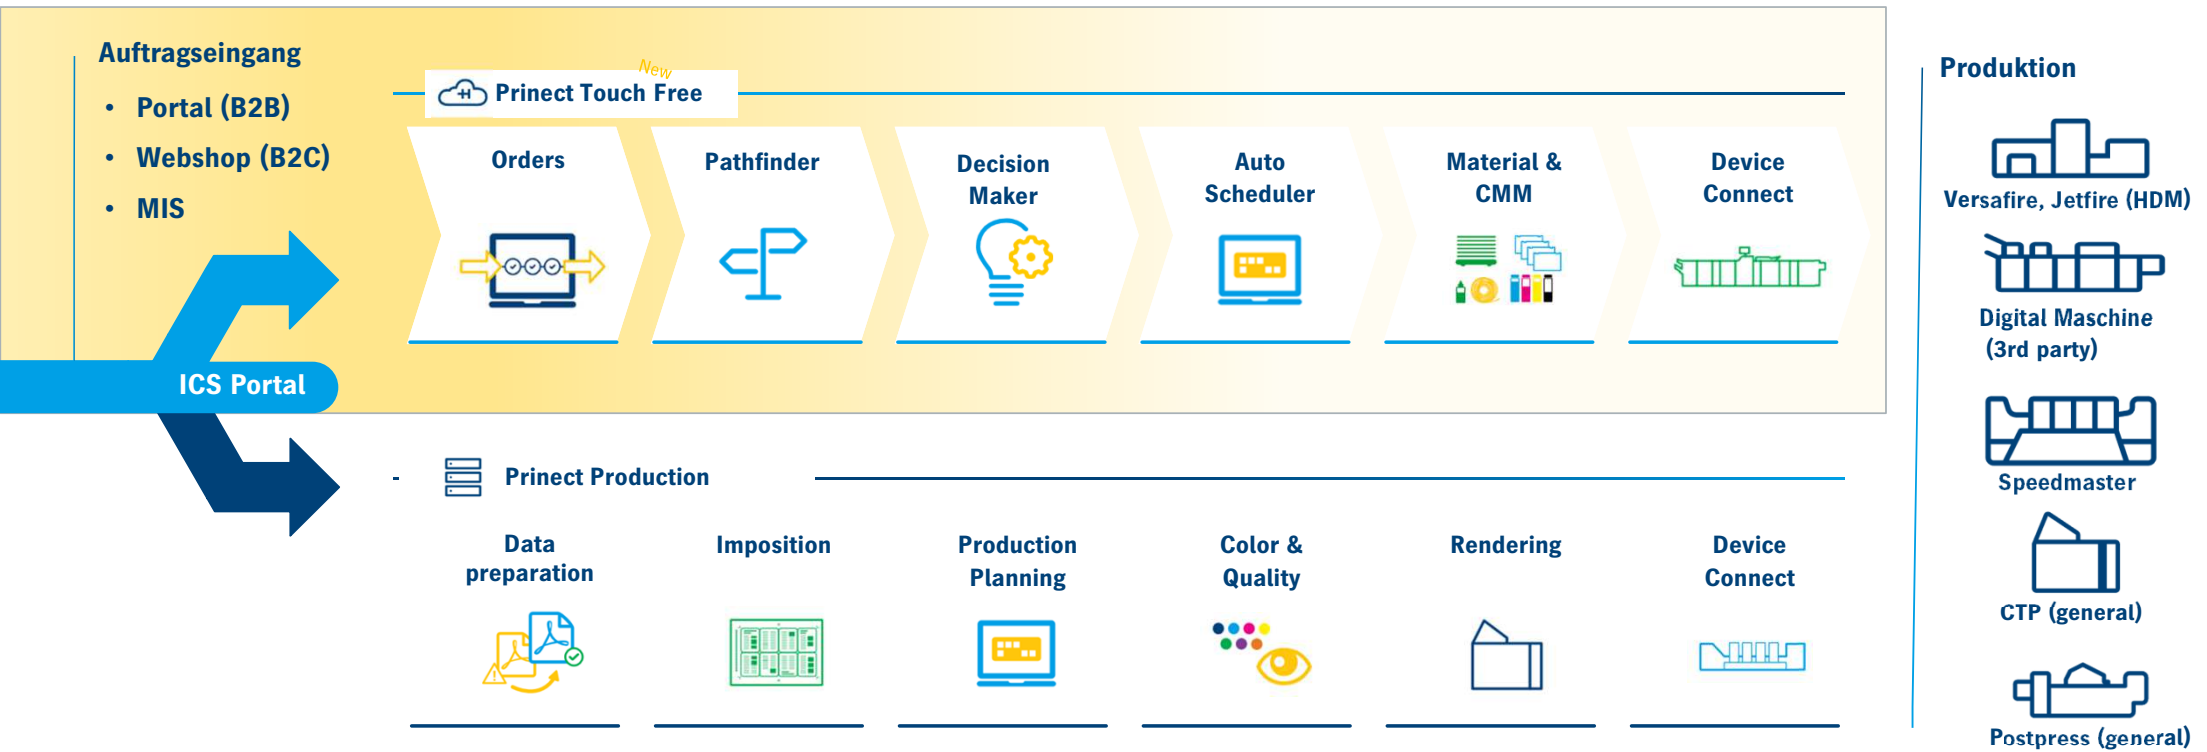 Auftragseingang
• Portal (B2B)
• Webshop (B2C)
• MIS
ICS Portal
New
Prinect Touch Free
Orders
Pathfinder
Decision
Maker
Auto
Scheduler
Material &
CMM
Device
Connect
Prinect Production
Data
preparation
Imposition
Production
Planning
Color &
Quality
Rendering
Device
Connect
Produktion
Versafire, Jetfire (HDM)
Digital Maschine
(3rd party)
Speedmaster
CTP (general)
Postpress (general)